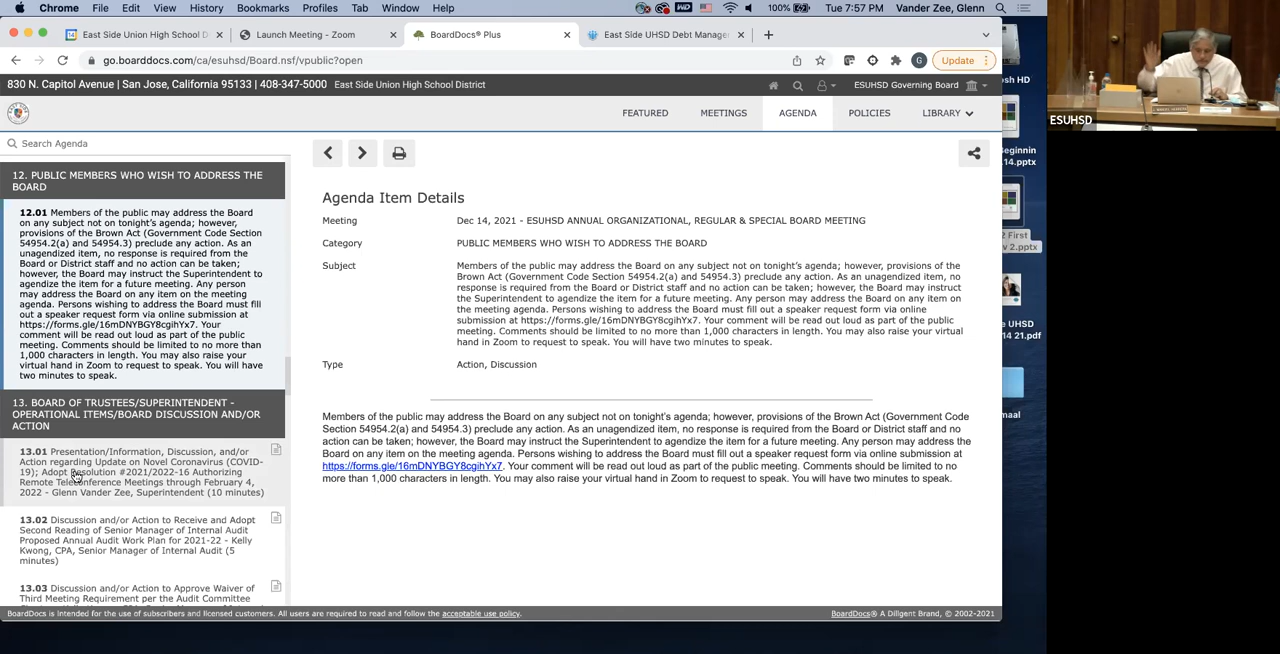 Chrome File Edit View History Bookmarks Profiles Tab Window Help 100% Tue 7:57 PM Vander Zee, Glenn
East Side Union High School D Launch Meeting - Zoom BoardDocs® Plus East Side UHSD Debt Manager
go.boarddocs.com/ca/esuhsd/Board.nsf/vpublic?open G Update
830 N. Capitol Avenue | San Jose, California 95133 | 408-347-5000 East Side Union High School District ESUHSD Governing Board
FEATURED MEETINGS AGENDA POLICIES LIBRARY
Search Agenda
12. PUBLIC MEMBERS WHO WISH TO ADDRESS THE
BOARD
12.01 Members of the public may address the Board
on any subject not on tonight's agenda; however,
provisions of the Brown Act (Government Code Section
54954.2(a) and 54954.3) preclude any action. As an
unagendized item, no response is required from the
Board or District staff and no action can be taken;
however, the Board may instruct the Superintendent to
agendize the item for a future meeting. Any person
may address the Board on any item on the meeting
agenda. Persons wishing to address the Board must fill
out a speaker request form via online submission at
https://forms.gle/16mDNYBGY8cgihYx7. Your
comment will be read out loud as part of the public
meeting. Comments should be limited to no more than
1,000 characters in length. You may also raise your
virtual hand in Zoom to request to speak. You will have
two minutes to speak.
13. BOARD OF TRUSTEES/SUPERINTENDENT -
OPERATIONAL ITEMS/BOARD DISCUSSION AND/OR
ACTION
13.01 Presentation/Information, Discussion, and/or
Action regarding Update on Novel Coronavirus (COVID-
19); Adopt Resolution #2021/2022-16 Authorizing
Remote Teleconference Meetings through February 4,
2022 - Glenn Vander Zee, Superintendent (10 minutes)
13.02 Discussion and/or Action to Receive and Adopt
Second Reading of Senior Manager of Internal Audit
Proposed Annual Audit Work Plan for 2021-22 - Kelly
Kwong, CPA, Senior Manager of Internal Audit (5
minutes)
13.03 Discussion and/or Action to Approve Waiver of
Third Meeting Requirement per the Audit Committee
Agenda Item Details
Meeting Dec 14, 2021 - ESUHSD ANNUAL ORGANIZATIONAL, REGULAR & SPECIAL BOARD MEETING
Category PUBLIC MEMBERS WHO WISH TO ADDRESS THE BOARD
Subject Members of the public may address the Board on any subject not on tonight's agenda; however, provisions of the
Brown Act (Government Code Section 54954.2(a) and 54954.3) preclude any action. As an unagendized item, no
response is required from the Board or District staff and no action can be taken; however, the Board may instruct
the Superintendent to agendize the item for a future meeting. Any person may address the Board on any item on
the meeting agenda. Persons wishing to address the Board must fill out a speaker request form via online
submission at https://forms.gle/16mDNYBGY8cgihYx7. Your comment will be read out loud as part of the public
meeting. Comments should be limited to no more than 1,000 characters in length. You may also raise your virtual
hand in Zoom to request to speak. You will have two minutes to speak.
Type Action, Discussion
Members of the public may address the Board on any subject not on tonight's agenda; however, provisions of the Brown Act (Government Code
Section 54954.2(a) and 54954.3) preclude any action. As an unagendized item, no response is required from the Board or District staff and no
action can be taken; however, the Board may instruct the Superintendent to agendize the item for a future meeting. Any person may address the
Board on any item on the meeting agenda. Persons wishing to address the Board must fill out a speaker request form via online submission at
https://forms.gle/16mDNYBGY8cgihYx7. Your comment will be read out loud as part of the public meeting. Comments should be limited to no
more than 1,000 characters in length. You may also raise your virtual hand in Zoom to request to speak. You will have two minutes to speak.
BoardDocs is intended for the use of subscribers and licensed customers. All users are required to read and follow the acceptable use policy. BoardDocs® A Diligent Brand, © 2002-2021
sh HD
Beginnin
14.pptx
2 First
v 2.pptx
e UHSD
14 21.pdf
maal
ESUHSD